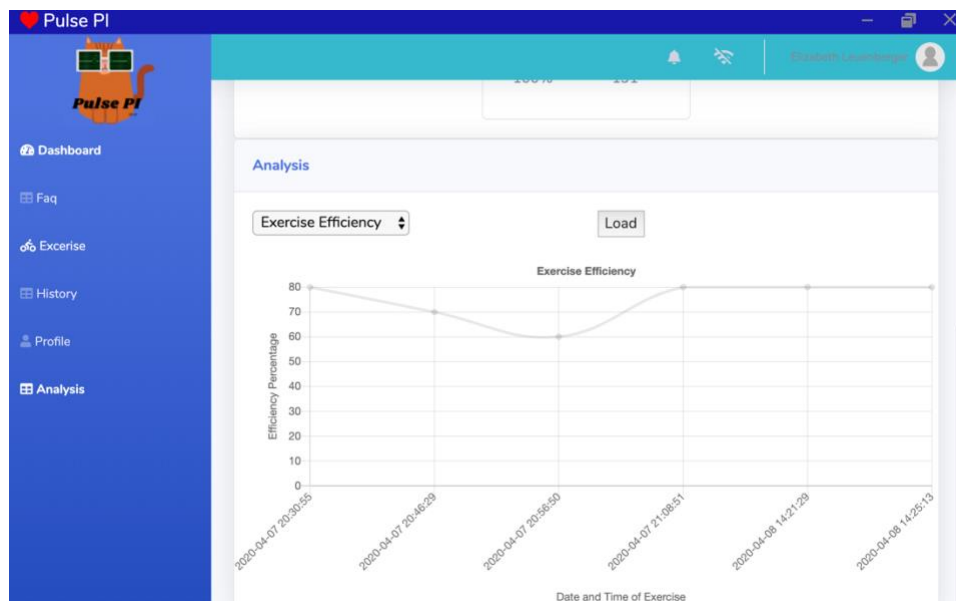 Pulse PI
Pulse PI
Dashboard
Faq
Excerise
History
Profile
Analysis
100%
151
Analysis
Exercise Efficiency
Load
Exercise Efficiency
80
70
60
50
40
30
20
10
0
Efficiency Percentage
2020-04-07 20:30:55
2020-04-07 20:46:29
2020-04-07 20:56:50
2020-04-07 21:08:51
2020-04-08 14:21:29
2020-04-08 14:25:13
Date and Time of Exercise